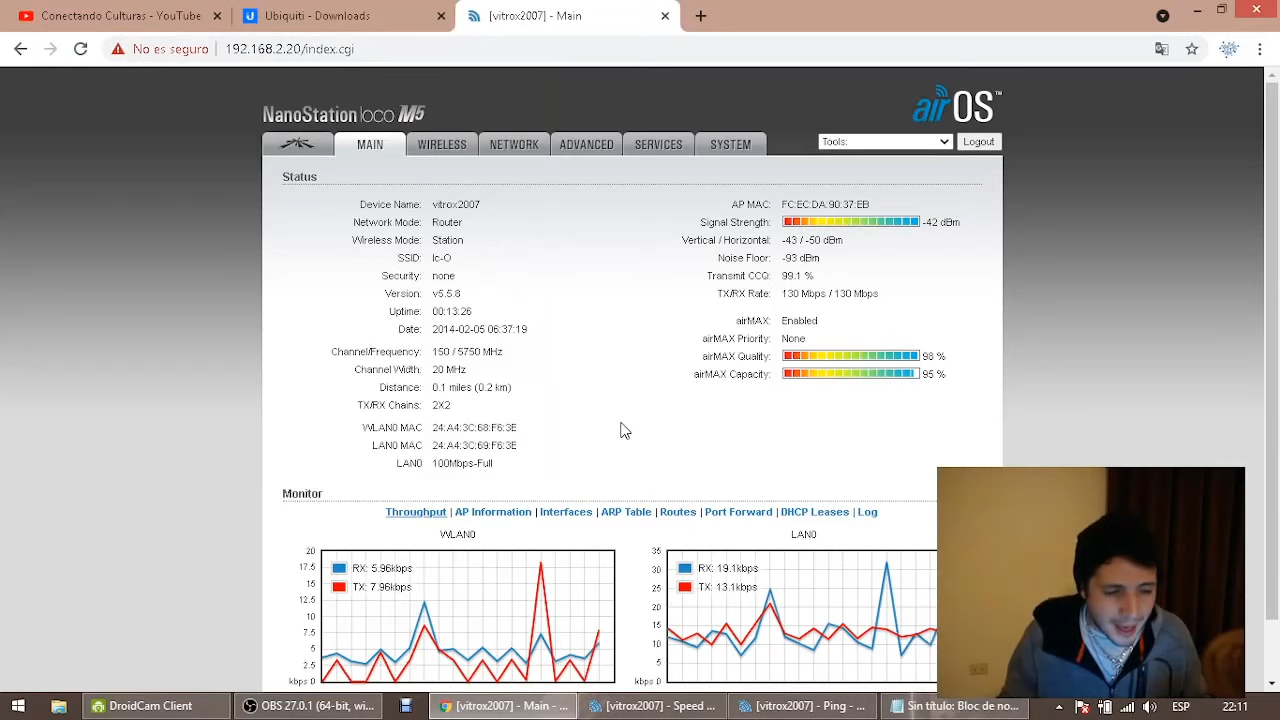 Conectando Culturas - YouTube
Ubiquiti - Downloads
[vitrox2007] - Main
No es seguro
192.168.2.20/index.cgi
NanoStation loco M5
airOS™
MAIN
WIRELESS
NETWORK
ADVANCED
SERVICES
SYSTEM
Tools:
Logout
Status
Device Name: vitrox2007
Network Mode: Router
Wireless Mode: Station
SSID: Ic-O
Security: none
Version: v5.5.8
Uptime: 00:13:26
Date: 2014-02-05 06:37:19
Channel/Frequency: 150 / 5750 MHz
Channel Width: 20 MHz
Distance: 0.1 miles (0.2 km)
TX/RX Chains: 2X2
WLAN0 MAC 24:A4:3C:68:F6:3E
LAN0 MAC 24:A4:3C:69:F6:3E
LAN0 100Mbps-Full
AP MAC: FC:EC:DA:90:37:EB
Signal Strength: -42 dBm
Vertical / Horizontal: -43 / -50 dBm
Noise Floor: -93 dBm
Transmit CCQ: 99.1 %
TX/RX Rate: 130 Mbps / 130 Mbps
airMAX: Enabled
airMAX Priority: None
airMAX Quality: 98 %
airMAX Capacity: 95 %
Monitor
Throughput | AP Information | Interfaces | ARP Table | Routes | Port Forward | DHCP Leases | Log
WLAN0
20
17.5
15
12.5
10
7.5
5
2.5
kbps 0
RX: 5.96kbps
TX: 7.96kbps
LAN0
35
30
25
20
15
10
5
kbps 0
RX: 19.1kbps
TX: 13.1kbps
DroidCam Client
OBS 27.0.1 (64-bit, wi...
[vitrox2007] - Main - ...
[vitrox2007] - Speed ...
[vitrox2007] - Ping - ...
Sin título: Bloc de no...
ESP
22:11